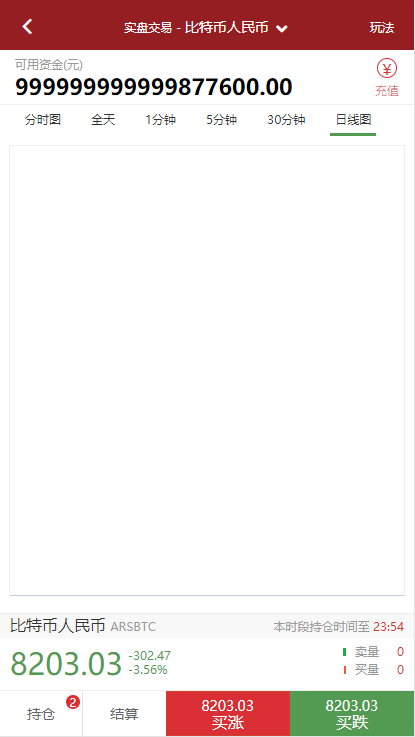 实盘交易 - 比特币人民币 玩法
可用资金(元)
999999999999877600.00
充值
分时图 全天 1分钟 5分钟 30分钟 日线图
比特币人民币 ARSBTC 本时段持仓时间至 23:54
8203.03 -302.47 -3.56%
卖量 0
买量 0
持仓 2 结算
8203.03 买涨
8203.03 买跌